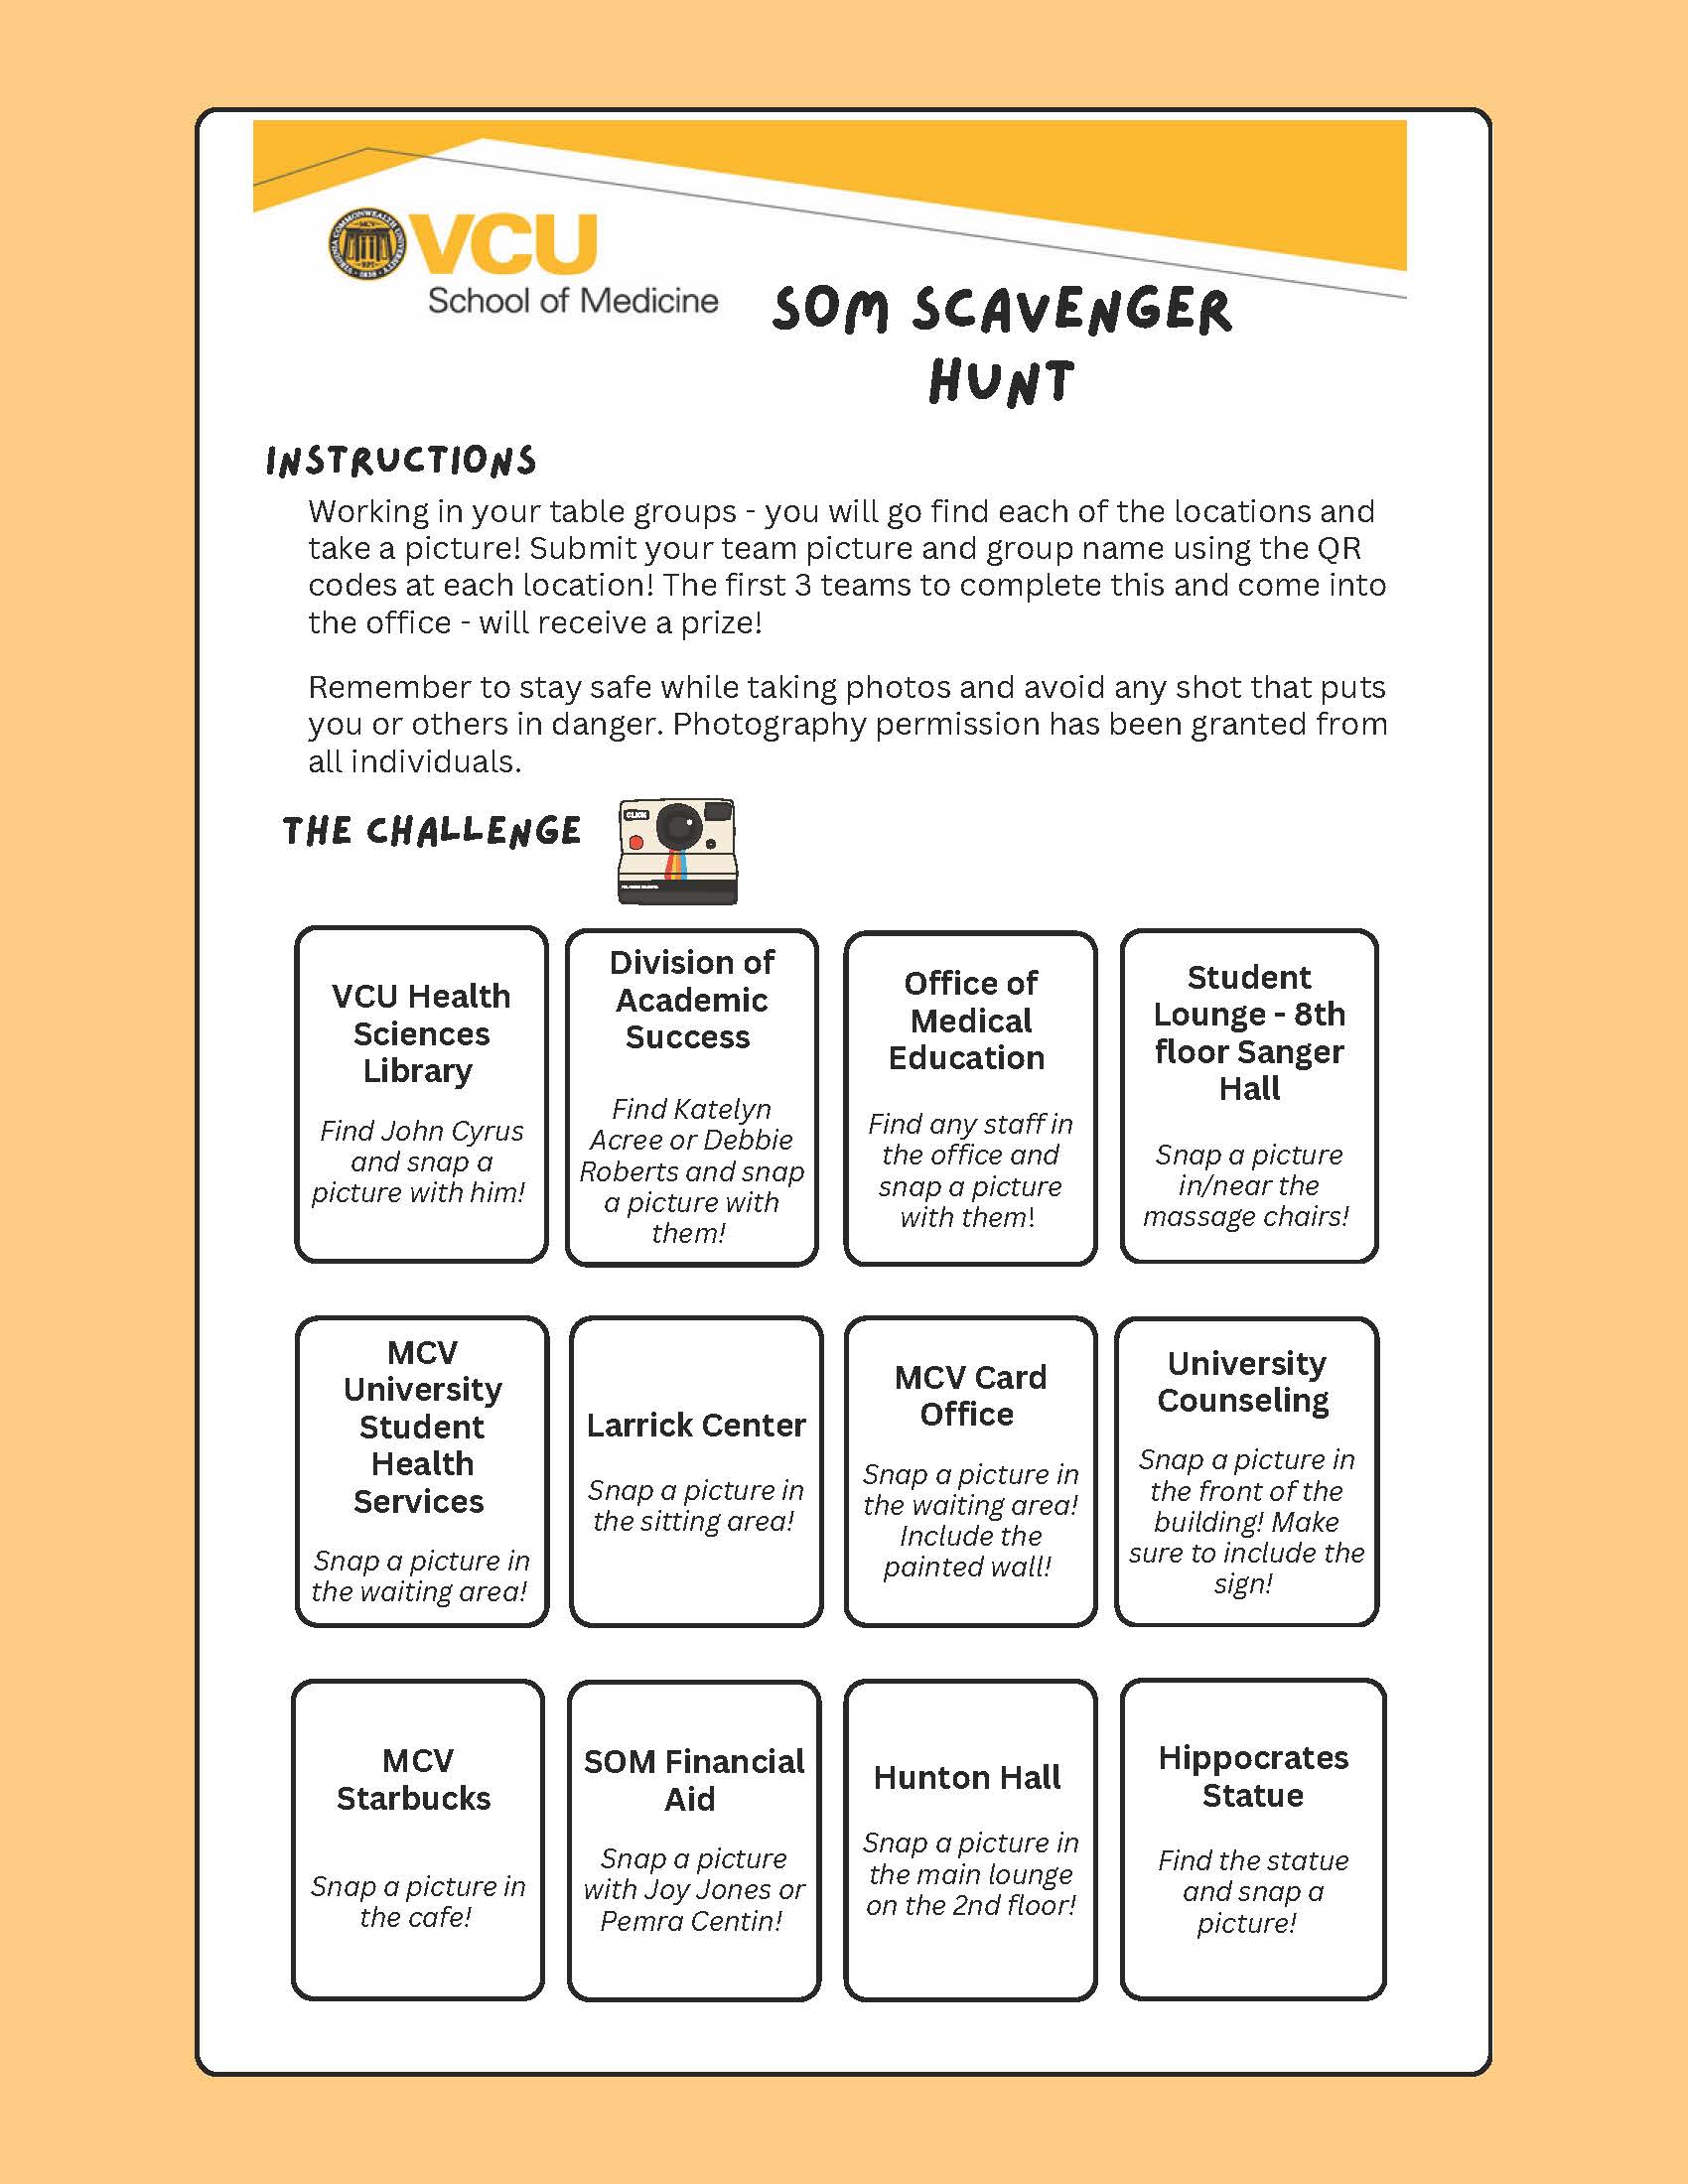 VCU
School of Medicine
SOM SCAVENGER
HUNT
INSTRUCTIONS
Working in your table groups - you will go find each of the locations and
take a picture! Submit your team picture and group name using the QR
codes at each location! The first 3 teams to complete this and come into
the office - will receive a prize!
Remember to stay safe while taking photos and avoid any shot that puts
you or others in danger. Photography permission has been granted from
all individuals.
THE CHALLENGE
CLICK
VCU Health
Sciences
Library
Find John Cyrus
and snap a
picture with him!
Division of
Academic
Success
Find Katelyn
Acree or Debbie
Roberts and snap
a picture with
them!
Office of
Medical
Education
Find any staff in
the office and
snap a picture
with them!
Student
Lounge - 8th
floor Sanger
Hall
Snap a picture
in/near the
massage chairs!
MCV
University
Student
Health
Services
Snap a picture in
the waiting area!
Larrick Center
Snap a picture in
the sitting area!
MCV Card
Office
Snap a picture in
the waiting area!
Include the
painted wall!
University
Counseling
Snap a picture in
the front of the
building! Make
sure to include the
sign!
MCV
Starbucks
Snap a picture in
the cafe!
SOM Financial
Aid
Snap a picture
with Joy Jones or
Pemra Centin!
Hunton Hall
Snap a picture in
the main lounge
on the 2nd floor!
Hippocrates
Statue
Find the statue
and snap a
picture!